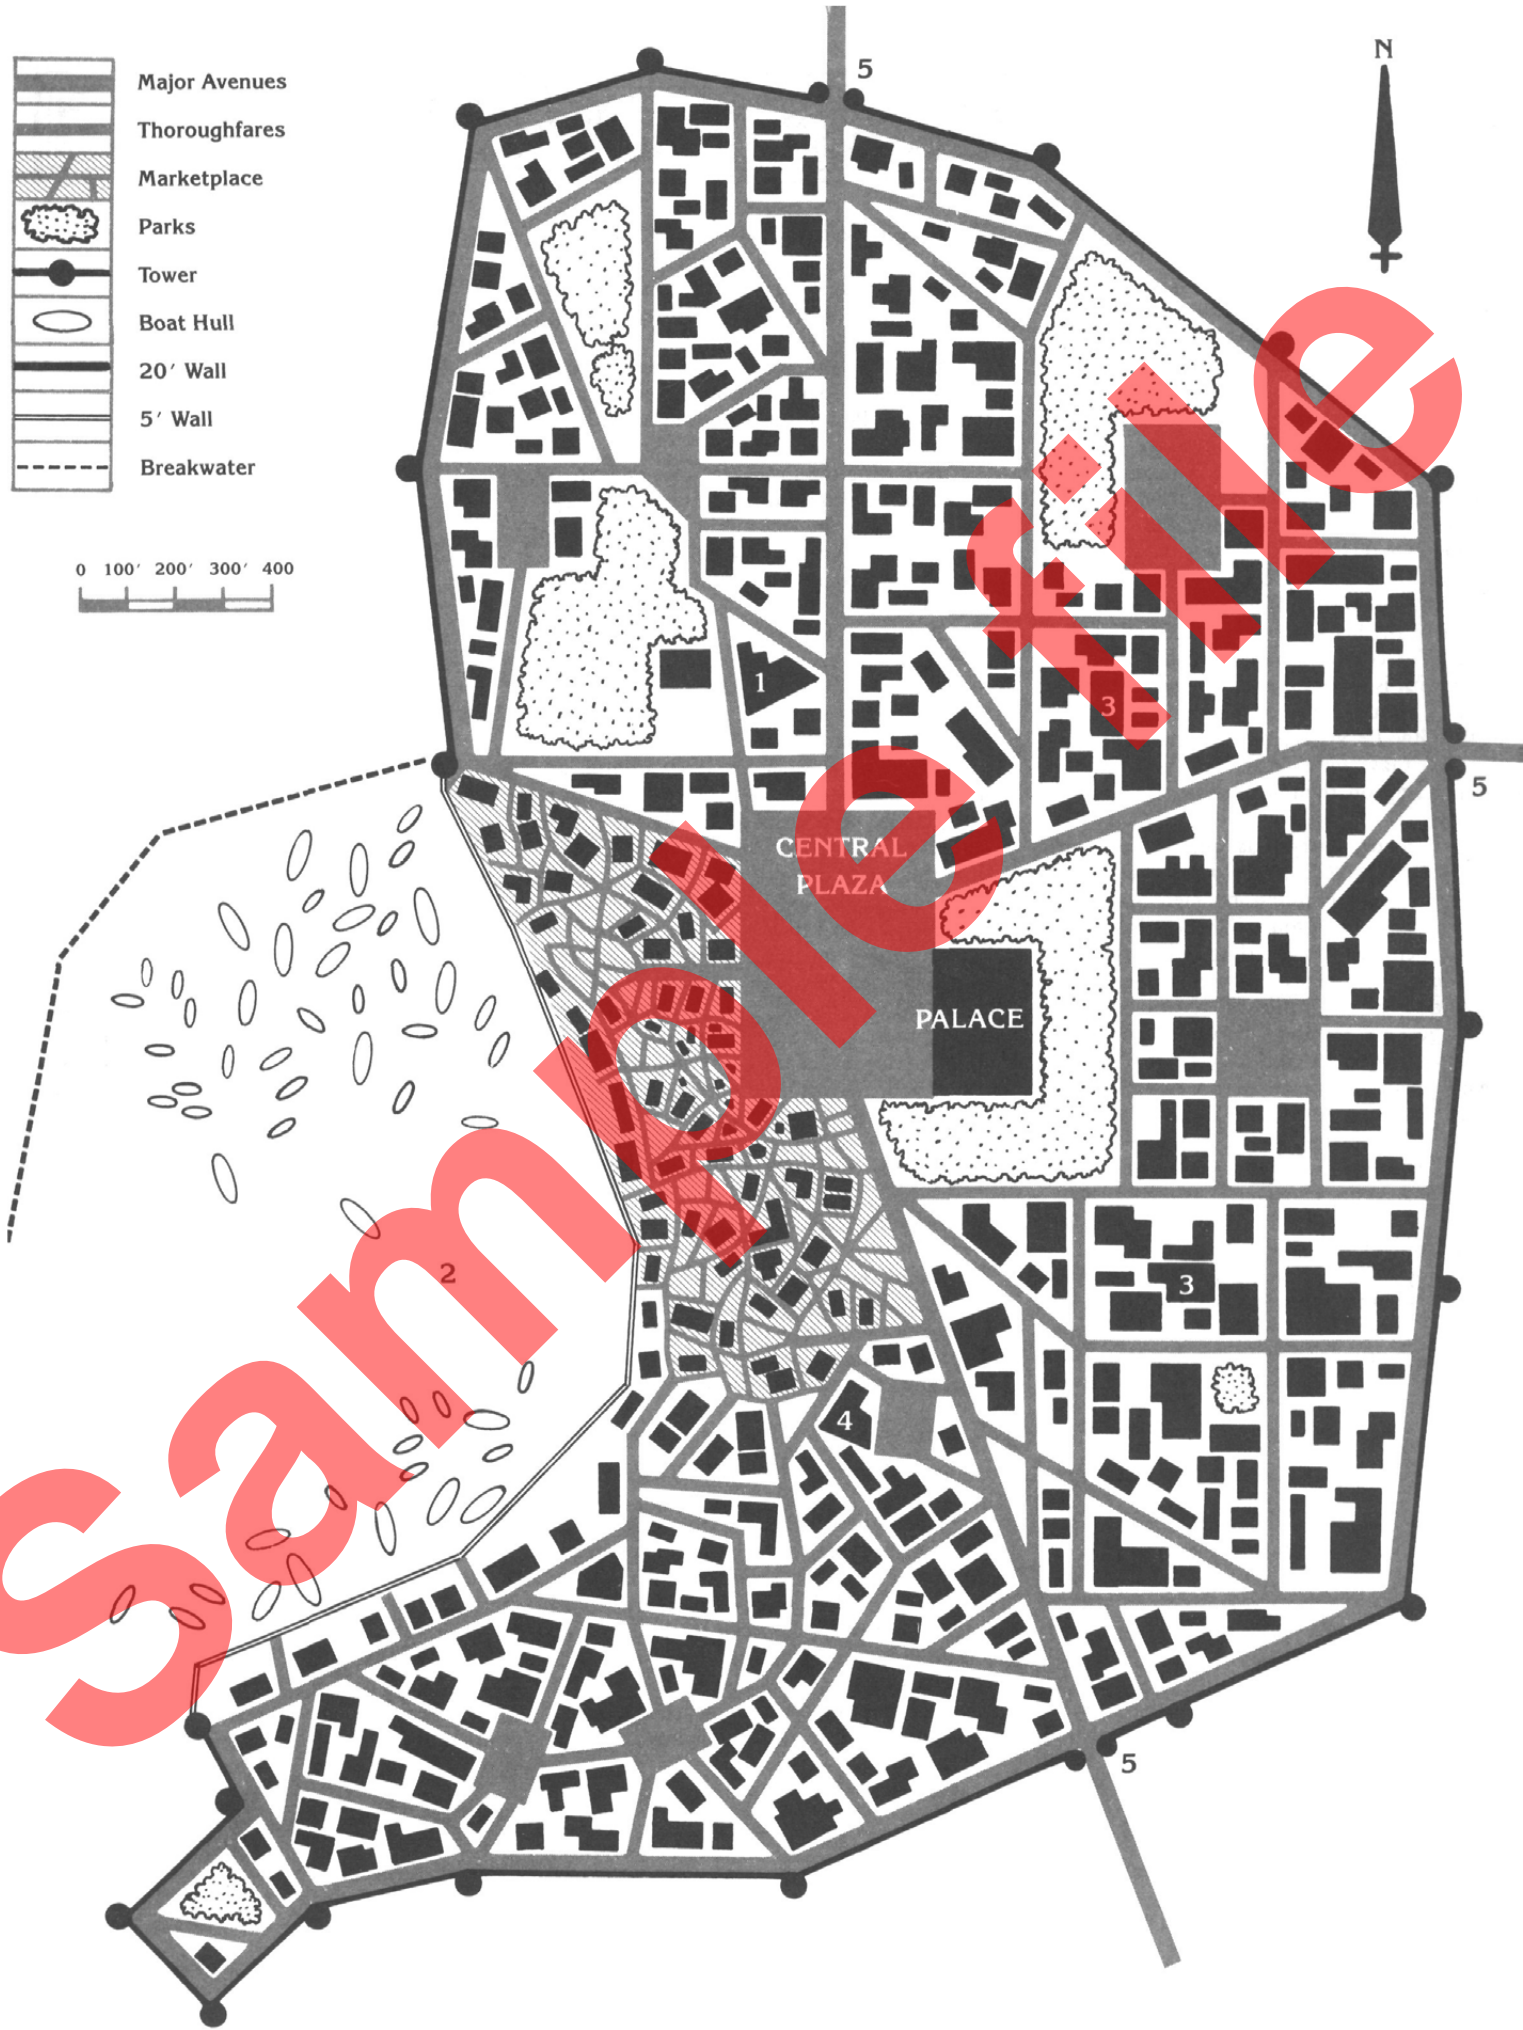 Major Avenues
Thoroughfares
Marketplace
Parks
Tower
Boat Hull
20′ Wall
5′ Wall
Breakwater
0 100′ 200′ 300′ 400
N
5
1
3
5
CENTRAL
PLAZA
PALACE
2
3
4
5
Sample file